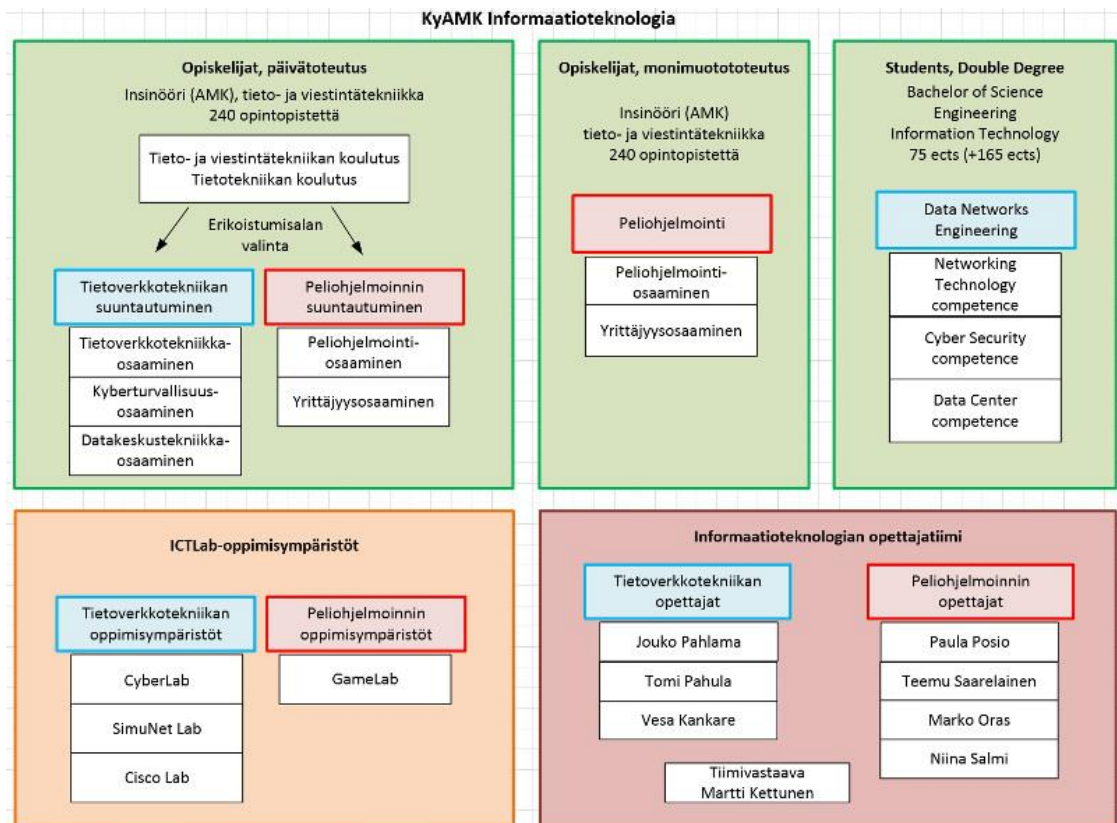 KyAMK Informaatioteknologia
Opiskelijat, päivätoteutus
Insinööri (AMK), tieto- ja viestintätekniikka
240 opintopistettä
Tieto- ja viestintätekniikan koulutus
Tietotekniikan koulutus
Erikoistumisalan
valinta
Tietoverkkotekniikan
suuntautuminen
Tietoverkkotekniikka-
osaaminen
Kyberturvallisuus-
osaaminen
Datakeskustekniikka-
osaaminen
Peliohjelmoinnin
suuntautuminen
Peliohjelmointi-
osaaminen
Yrittäjyysosaaminen
Opiskelijat, monimuotototeutus
Insinööri (AMK)
tieto- ja viestintätekniikka
240 opintopistettä
Peliohjelmointi
Peliohjelmointi-
osaaminen
Yrittäjyysosaaminen
Students, Double Degree
Bachelor of Science
Engineering
Information Technology
75 ects (+165 ects)
Data Networks
Engineering
Networking
Technology
competence
Cyber Security
competence
Data Center
competence
ICTLab-oppimisympäristöt
Tietoverkkotekniikan
oppimisympäristöt
CyberLab
SimuNet Lab
Cisco Lab
Peliohjelmoinnin
oppimisympäristöt
GameLab
Informaatioteknologian opettajatiimi
Tietoverkkotekniikan
opettajat
Jouko Pahlama
Tomi Pahula
Vesa Kankare
Peliohjelmoinnin
opettajat
Paula Posio
Teemu Saarelainen
Marko Oras
Niina Salmi
Tiimivastaava
Martti Kettunen